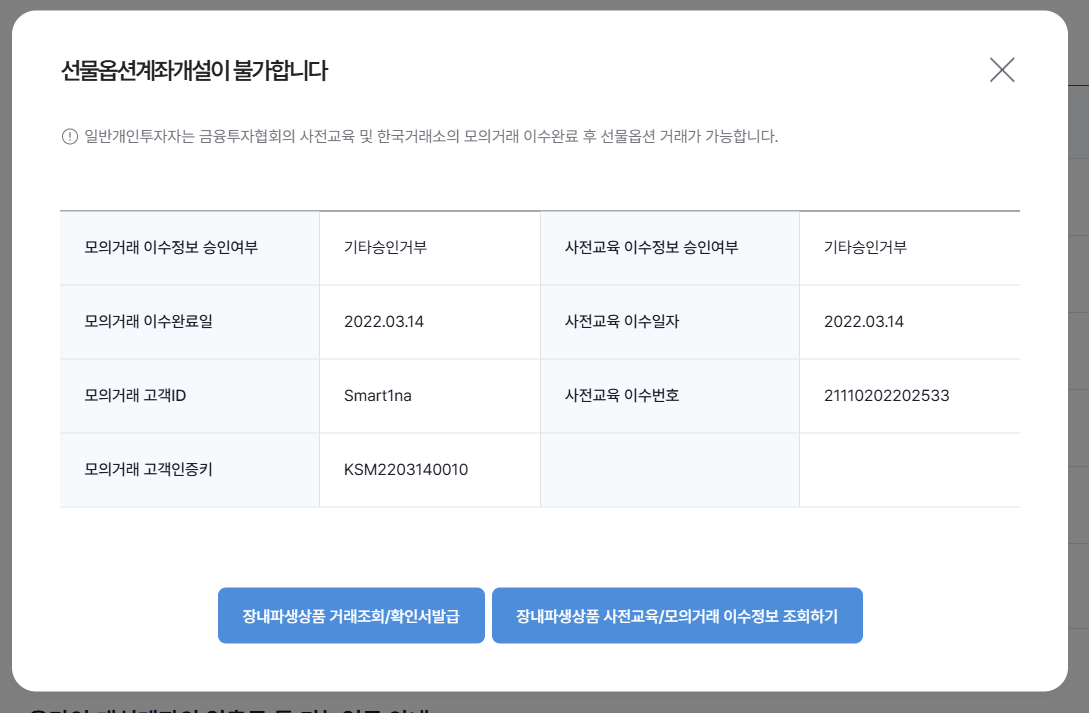 선물옵션계좌개설이 불가합니다
일반개인투자자는 금융투자협회의 사전교육 및 한국거래소의 모의거래 이수완료 후 선물옵션 거래가 가능합니다.
모의거래 이수정보 승인여부 기타승인거부 사전교육 이수정보 승인여부 기타승인거부
모의거래 이수완료일 2022.03.14 사전교육 이수일자 2022.03.14
모의거래 고객ID Smart1na 사전교육 이수번호 21110202202533
모의거래 고객인증키 KSM2203140010
장내파생상품 거래조회/확인서발급 장내파생상품 사전교육/모의거래 이수정보 조회하기